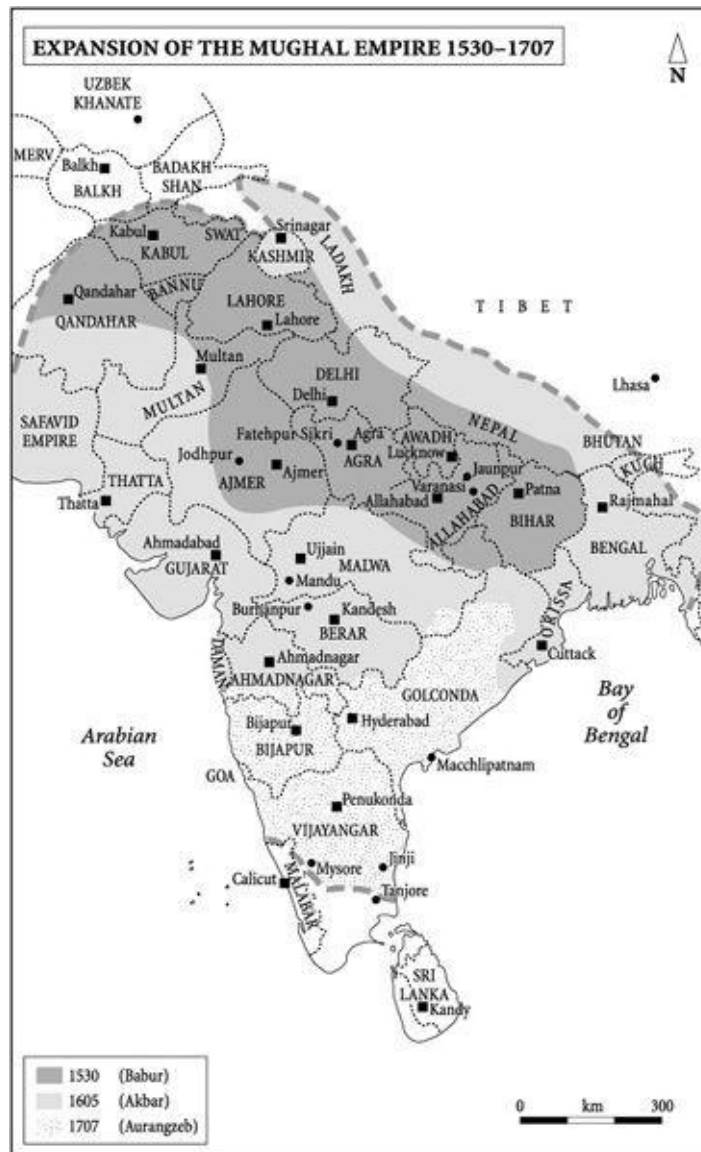 EXPANSION OF THE MUGHAL EMPIRE 1530–1707
N
UZBEK
KHANATE
MERV
Balkh
BALKH
BADAKH
SHAN
Kabul
KABUL
SWAT
Srinagar
KASHMIR
LADAKH
Qandahar
QANDAHAR
BANNU
LAHORE
Lahore
TIBET
Multan
MULTAN
DELHI
Delhi
Lhasa
SAFAVID
EMPIRE
Fatehpur Sjkri
Agra
AGRA
AWADH
Lucknow
NEPAL
BHUTAN
KUCH
Jodhpur
AJMER
Ajmer
Jaunpur
Varanasi
Allahabad
ALLAHABAD
Patna
BIHAR
Rajmahal
BENGAL
THATTA
Thatta
Ahmadabad
GUJARAT
Ujjain
MALWA
Mandu
Burhanpur
Kandesh
BERAR
ORISSA
Cuttack
DAMAN
Ahmadnagar
AHMADNAGAR
GOLCONDA
Bay
of
Bengal
Arabian
Sea
Bijapur
BIJAPUR
Hyderabad
GOA
Macchlipatnam
Penukonda
VIJAYANGAR
Mysore
Jinji
Calicut
MALABAR
Tanjore
SRI
LANKA
Kandy
1530 (Babur)
1605 (Akbar)
1707 (Aurangzeb)
0 km 300